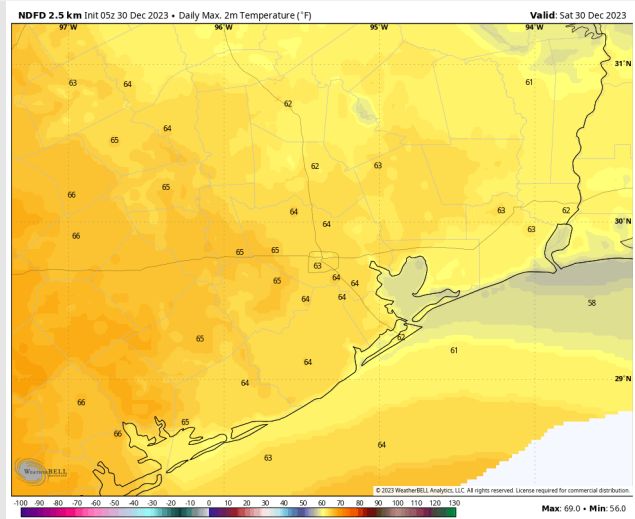 NDFD 2.5 km Init 05z 30 Dec 2023 • Daily Max. 2m Temperature (°F)
Valid: Sat 30 Dec 2023
97°W 96°W 95°W 94°W
31°N
63 64 61
62
64
65
62 63
65
66
64 63 62
64 63
30°N
66
65 65
63
65 64 64
64 64
58
65 62
61
64
64
29°N
66
65
66
63 64
WeatherBELL
© 2023 WeatherBELL Analytics, LLC. All rights reserved. License required for commercial distribution.
-100 -90 -80 -70 -60 -50 -40 -30 -20 -10 0 10 20 30 40 50 60 70 80 90 100 110 120 130
Max: 69.0 • Min: 56.0